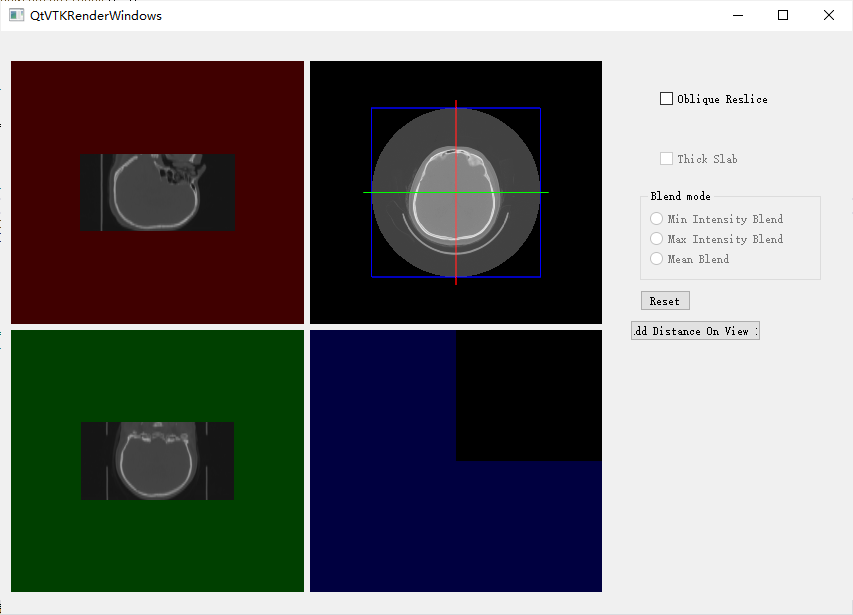 QtVTKRenderWindows
Oblique Reslice
Thick Slab
Blend mode
Min Intensity Blend
Max Intensity Blend
Mean Blend
Reset
dd Distance On View